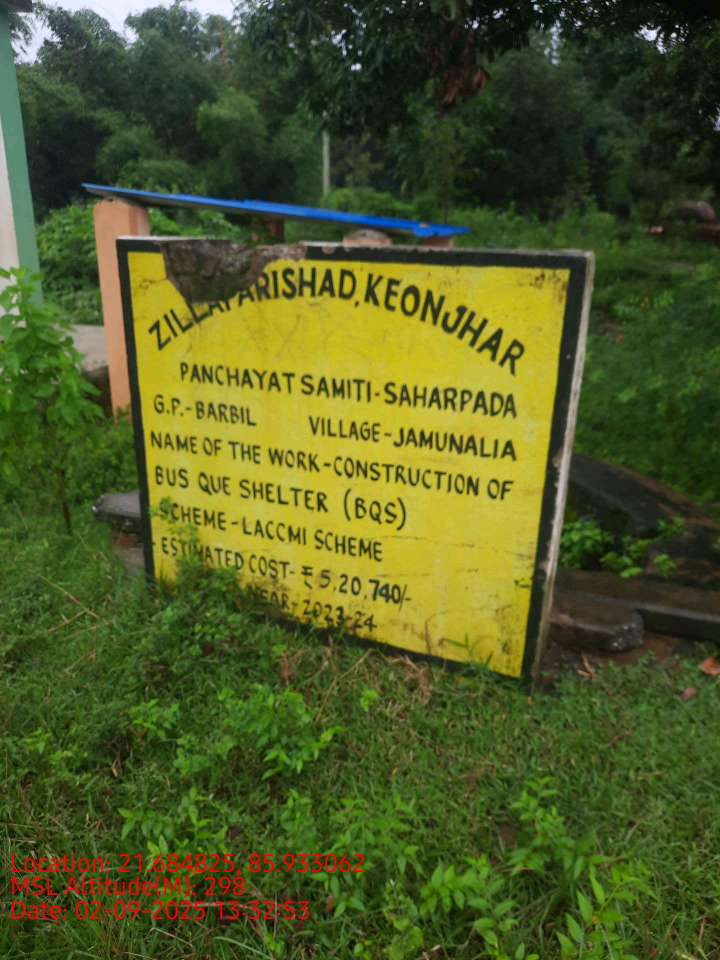 ZILLAPARISHAD, KEONJHAR
PANCHAYAT SAMITI-SAHARPADA
G.P.-BARBIL VILLAGE-JAMUNALIA
NAME OF THE WORK-CONSTRUCTION OF
BUS QUE SHELTER (BQS)
SCHEME-LACCMI SCHEME
ESTIMATED COST-₹ 5,20,740/-
YEAR-2023-24
Location: 21.684825, 85.933062
MSL Altitude(M), 298
Date: 02-09-2025 13:32:53